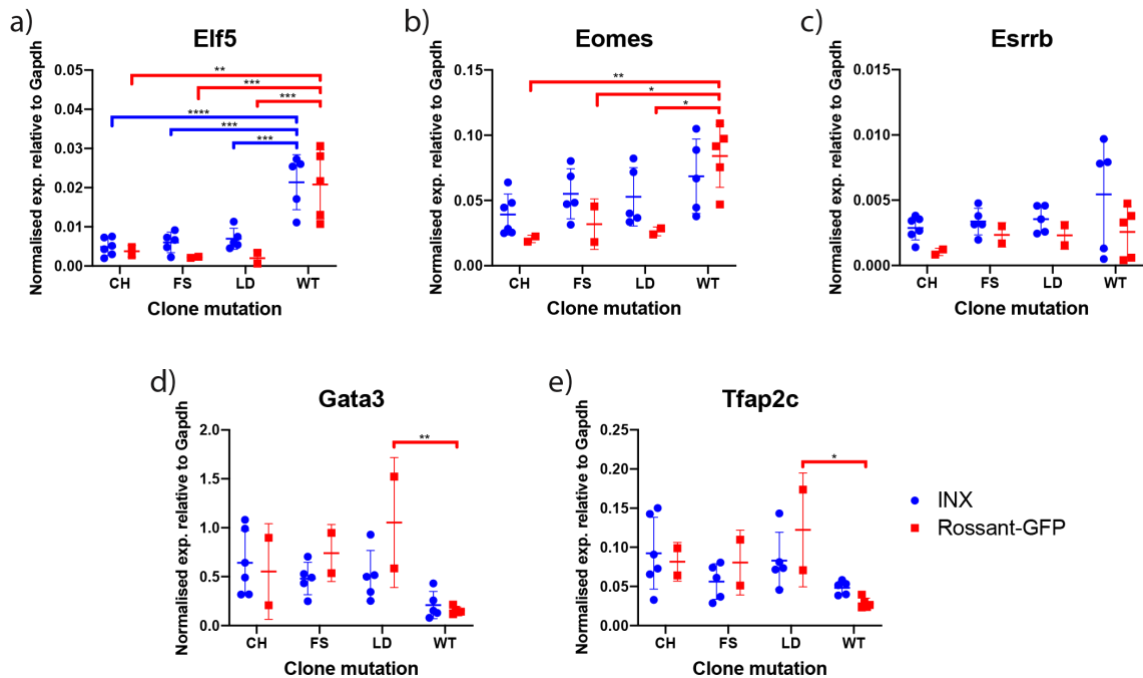 a)
Elf5
Normalised exp. relative to Gapdh
0.05
0.04
0.03
0.02
0.01
0.00
**
***
***
****
***
***
CH FS LD WT
Clone mutation
b)
Eomes
Normalised exp. relative to Gapdh
0.15
0.10
0.05
0.00
**
*
*
CH FS LD WT
Clone mutation
c)
Esrrb
Normalised exp. relative to Gapdh
0.015
0.010
0.005
0.000
CH FS LD WT
Clone mutation
d)
Gata3
Normalised exp. relative to Gapdh
2.0
1.5
1.0
0.5
0.0
**
CH FS LD WT
Clone mutation
e)
Tfap2c
Normalised exp. relative to Gapdh
0.25
0.20
0.15
0.10
0.05
0.00
*
CH FS LD WT
Clone mutation
INX
Rossant-GFP